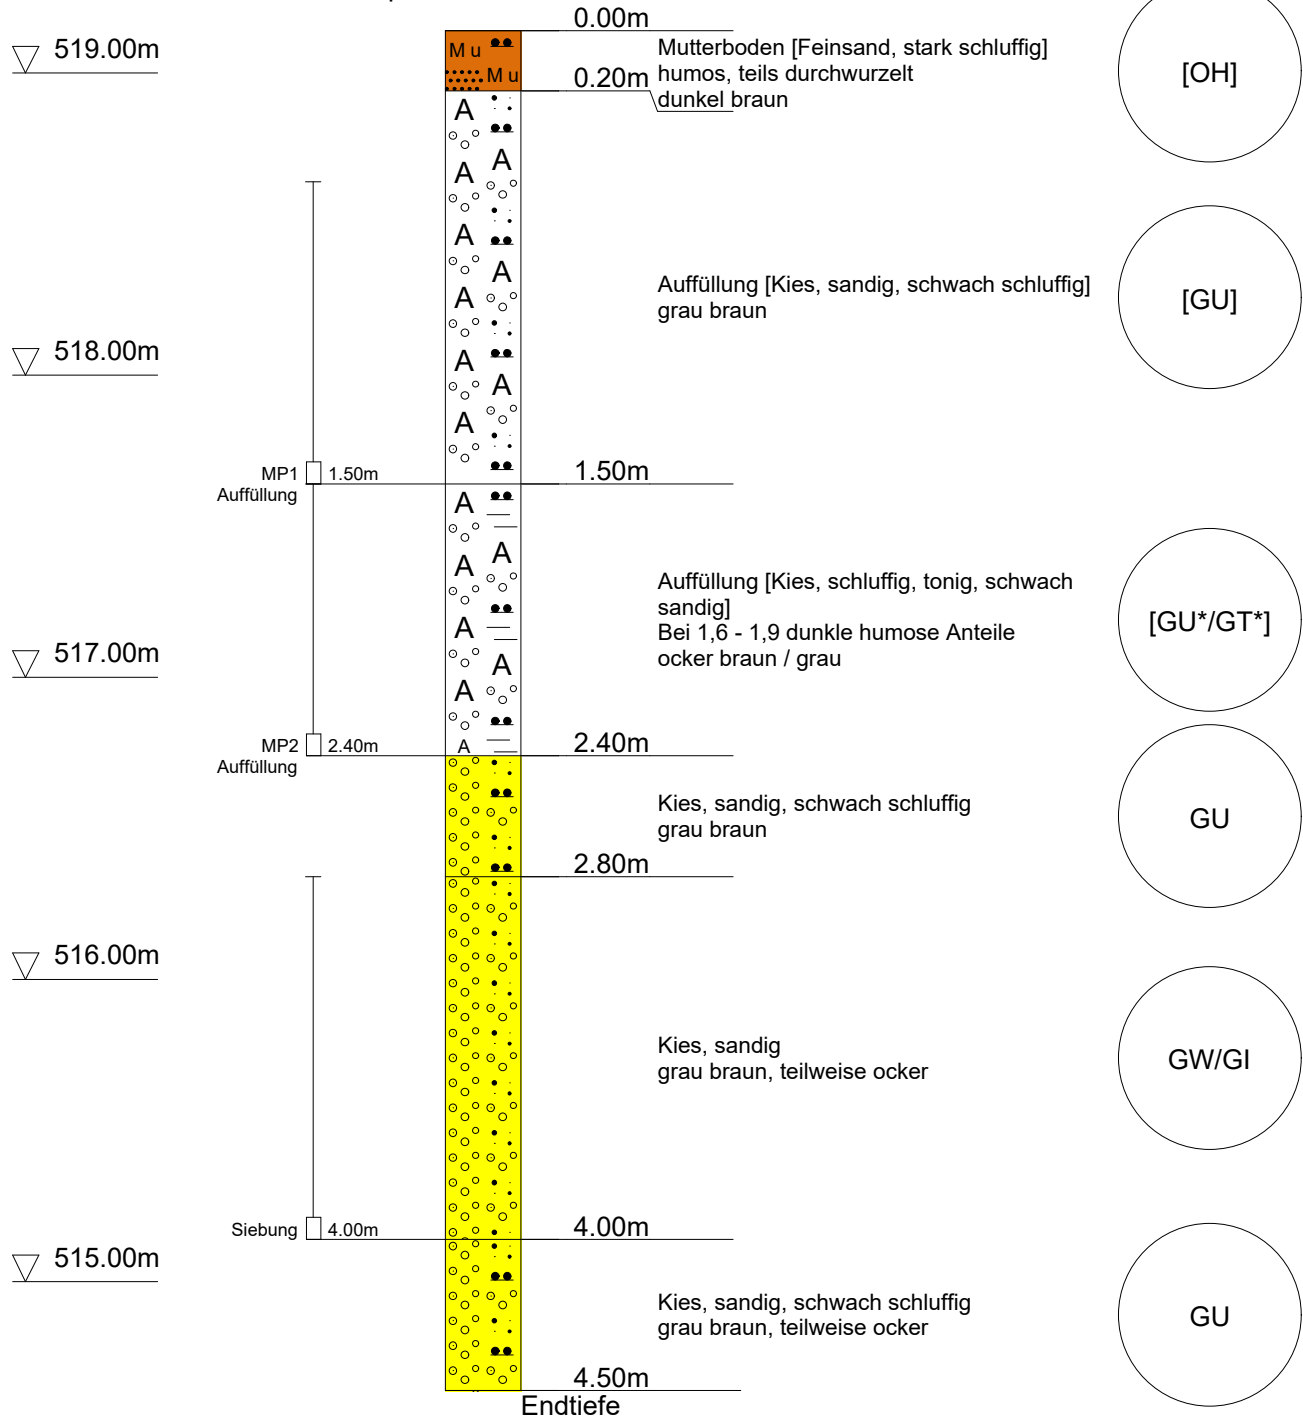 0.00m
519.00m
M u
Mutterboden [Feinsand, stark schluffig]
humos, teils durchwurzelt
dunkel braun
[OH]
M u
0.20m
A
A
A
A
A
A
A
A
A
A
Auffüllung [Kies, sandig, schwach schluffig]
grau braun
[GU]
518.00m
MP1
Auffüllung
1.50m
1.50m
A
A
A
A
A
A
A
Auffüllung [Kies, schluffig, tonig, schwach
sandig]
Bei 1,6 - 1,9 dunkle humose Anteile
ocker braun / grau
[GU*/GT*]
517.00m
MP2
Auffüllung
2.40m
2.40m
Kies, sandig, schwach schluffig
grau braun
GU
2.80m
516.00m
Kies, sandig
grau braun, teilweise ocker
GW/GI
Siebung
4.00m
4.00m
515.00m
Kies, sandig, schwach schluffig
grau braun, teilweise ocker
GU
4.50m
Endtiefe